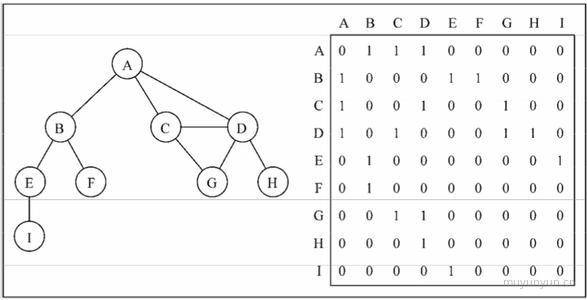 A
B
C
D
E
F
G
H
I
A B C D E F G H I
A 0 1 1 1 0 0 0 0 0
B 1 0 0 0 1 1 0 0 0
C 1 0 0 1 0 0 1 0 0
D 1 0 1 0 0 0 1 1 0
E 0 1 0 0 0 0 0 0 1
F 0 1 0 0 0 0 0 0 0
G 0 0 1 1 0 0 0 0 0
H 0 0 0 1 0 0 0 0 0
I 0 0 0 0 1 0 0 0 0
muyunyun.cn